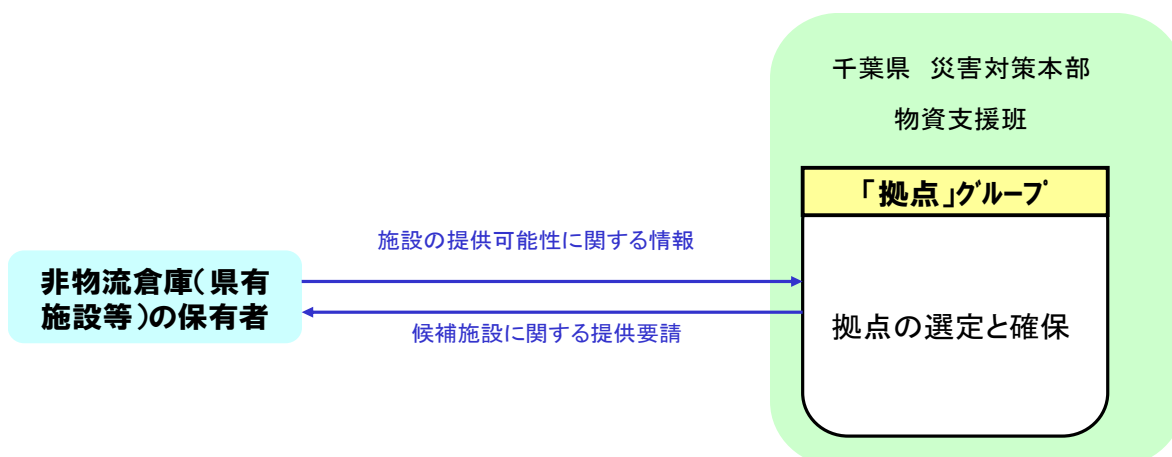 千葉県 災害対策本部
物資支援班
「拠点」グループ
施設の提供可能性に関する情報
非物流倉庫(県有
施設等)の保有者
候補施設に関する提供要請
拠点の選定と確保